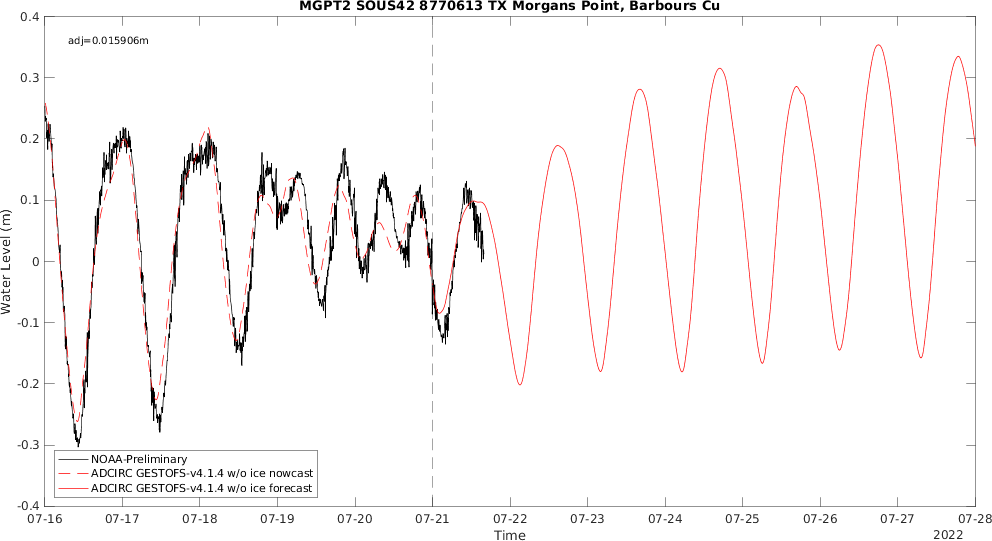 MGPT2 SOUS42 8770613 TX Morgans Point, Barbours Cu
adj=0.015906m
0.4
0.3
0.2
0.1
0
-0.1
-0.2
-0.3
-0.4
Water Level (m)
NOAA-Preliminary
ADCIRC GESTOFS-v4.1.4 w/o ice nowcast
ADCIRC GESTOFS-v4.1.4 w/o ice forecast
07-16 07-17 07-18 07-19 07-20 07-21 07-22 07-23 07-24 07-25 07-26 07-27 07-28
Time
2022